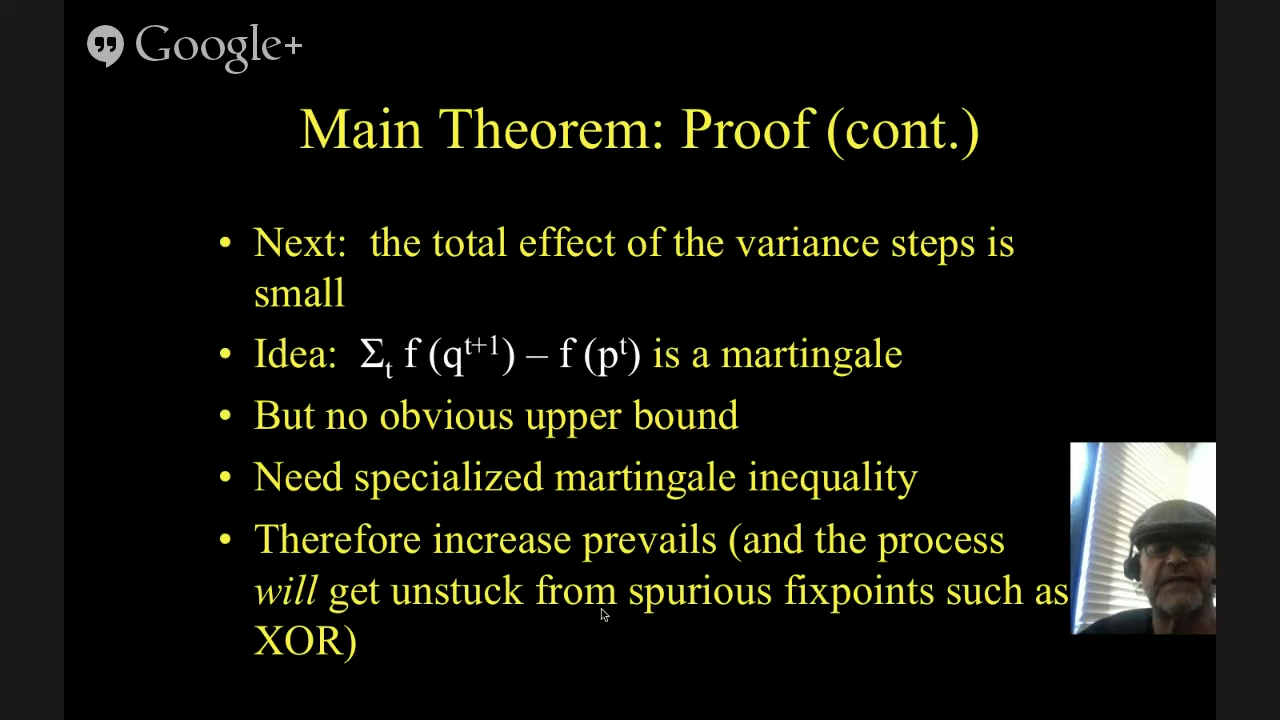 Google+
Main Theorem: Proof (cont.)
• Next: the total effect of the variance steps is
small
• Idea: Σₜ f (qᵗ⁺¹) – f (pᵗ) is a martingale
• But no obvious upper bound
• Need specialized martingale inequality
• Therefore increase prevails (and the process
will get unstuck from spurious fixpoints such as
XOR)